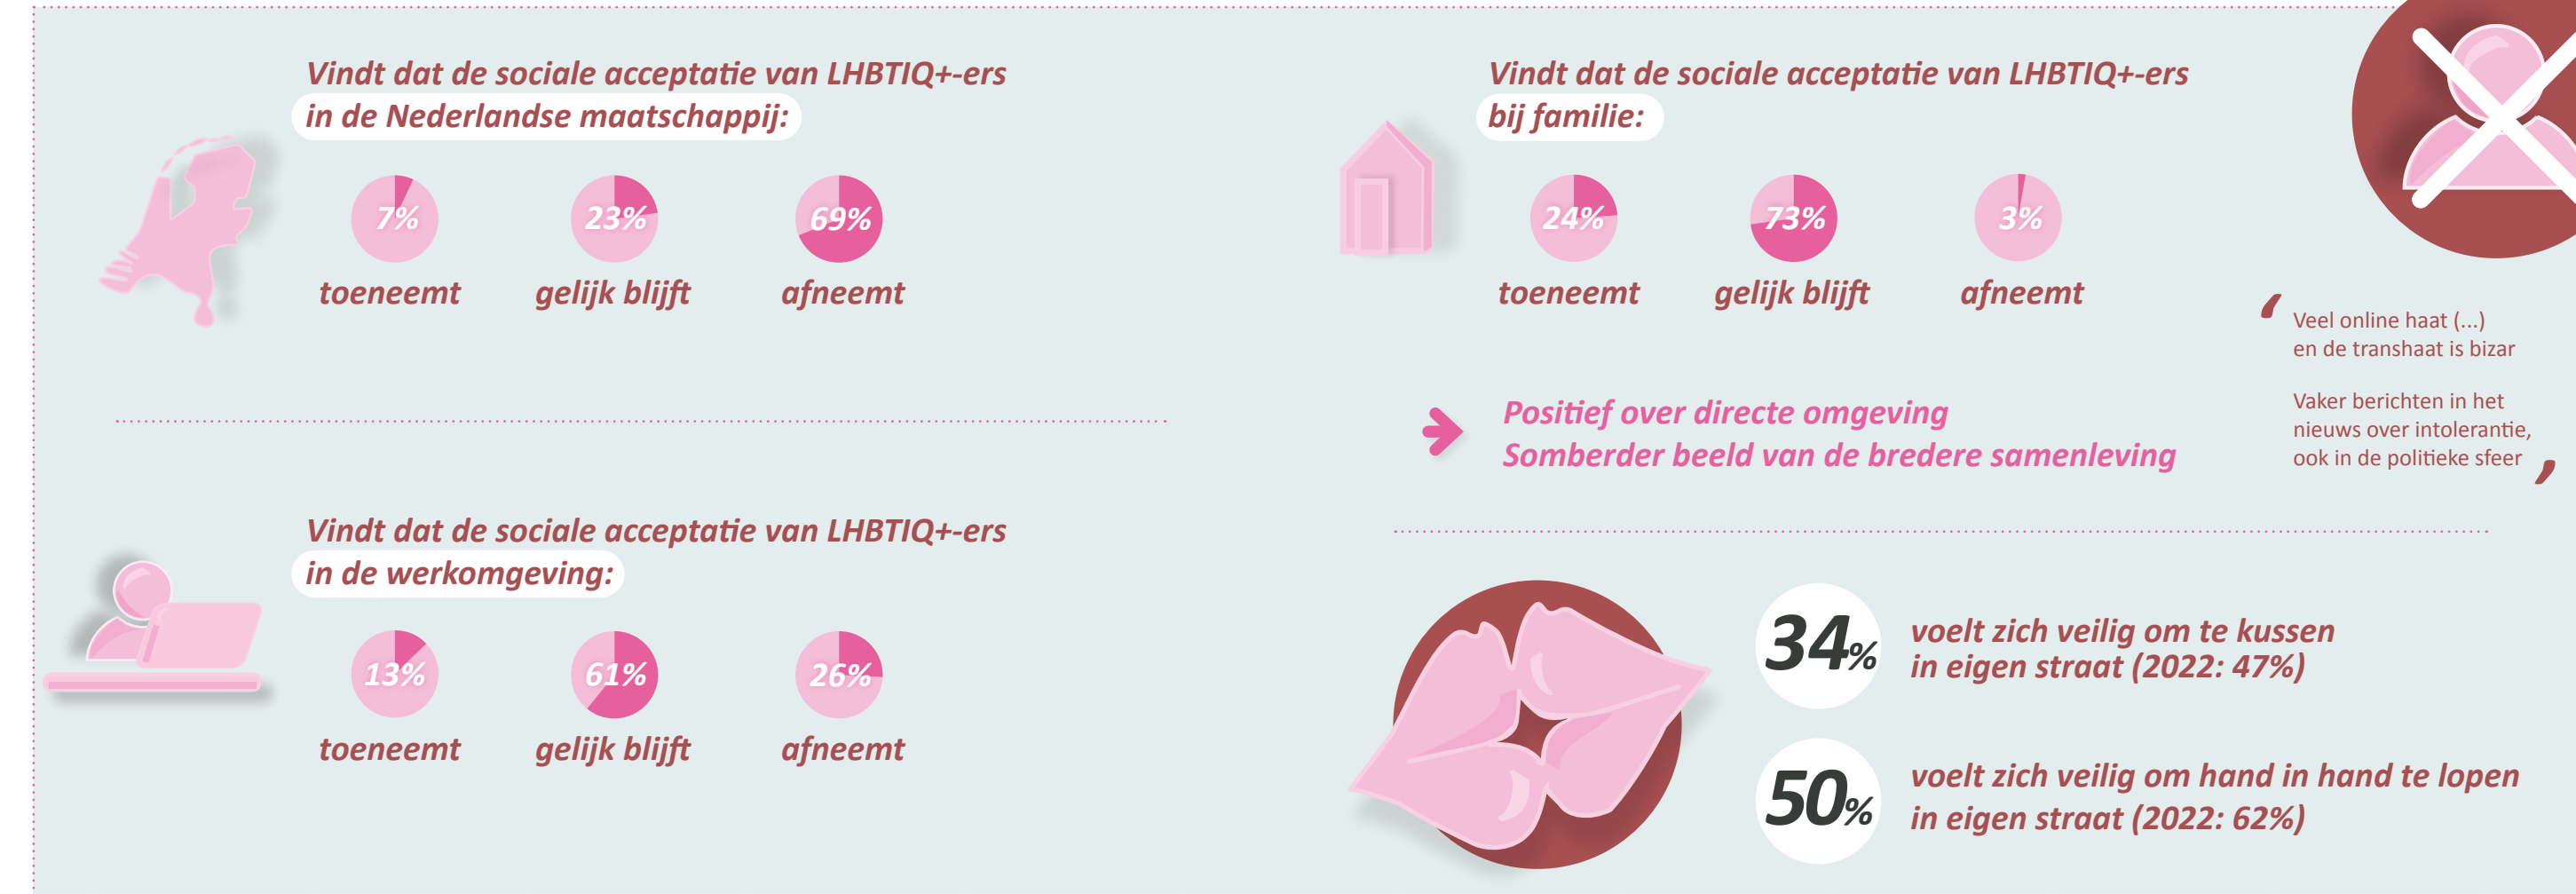 Vindt dat de sociale acceptatie van LHBTIQ+-ers
in de Nederlandse maatschappij:
7%
23%
69%
toeneemt
gelijk blijft
afneemt
Vindt dat de sociale acceptatie van LHBTIQ+-ers
in de werkomgeving:
13%
61%
26%
toeneemt
gelijk blijft
afneemt
Vindt dat de sociale acceptatie van LHBTIQ+-ers
bij familie:
24%
73%
3%
toeneemt
gelijk blijft
afneemt
Positief over directe omgeving
Somberder beeld van de bredere samenleving
‘ Veel online haat (...)
en de transhaat is bizar
Vaker berichten in het
nieuws over intolerantie,
ook in de politieke sfeer ’
34% voelt zich veilig om te kussen
in eigen straat (2022: 47%)
50% voelt zich veilig om hand in hand te lopen
in eigen straat (2022: 62%)